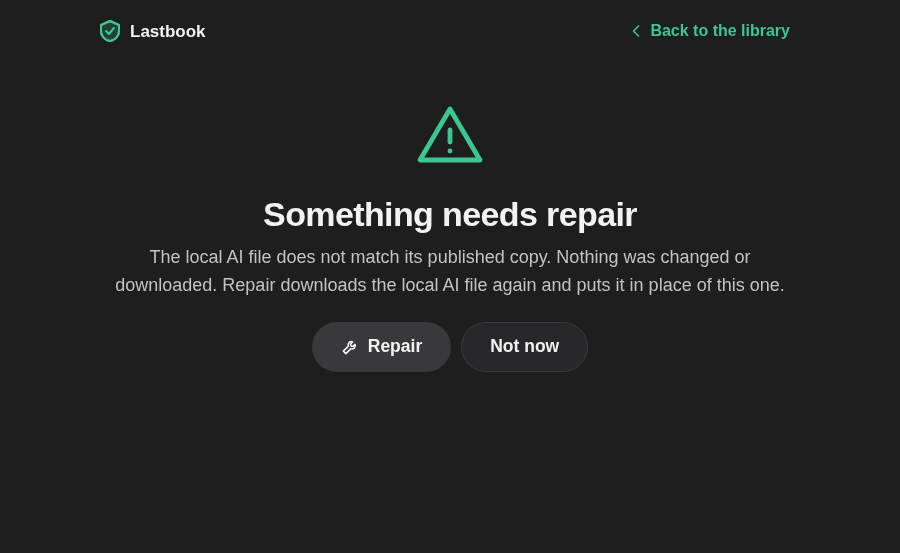 Lastbook
Back to the library
Something needs repair
The local AI file does not match its published copy. Nothing was changed or
downloaded. Repair downloads the local AI file again and puts it in place of this one.
Repair
Not now